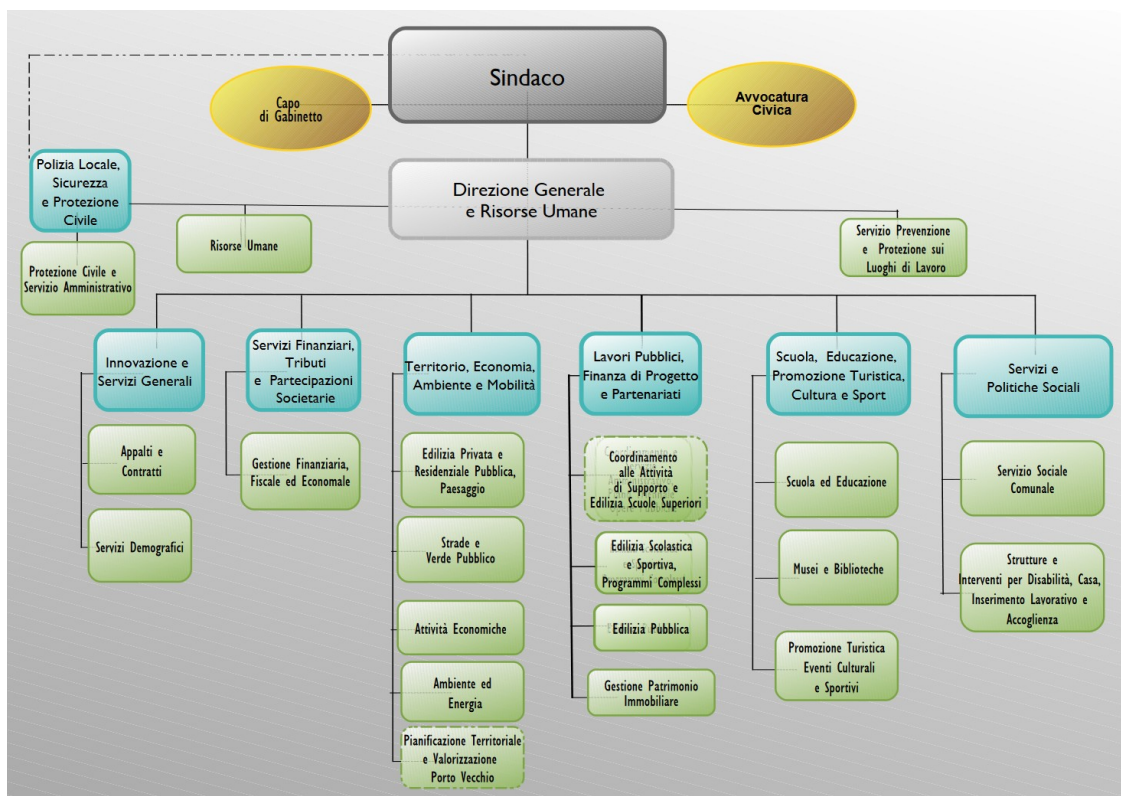 Sindaco
Capo
di Gabinetto
Avvocatura
Civica
Polizia Locale,
Sicurezza
e Protezione
Civile
Direzione Generale
e Risorse Umane
Protezione Civile e
Servizio Amministrativo
Risorse Umane
Servizio Prevenzione
e Protezione sui
Luoghi di Lavoro
Innovazione e
Servizi Generali
Appalti e
Contratti
Servizi Demografici
Servizi Finanziari,
Tributi
e Partecipazioni
Societarie
Gestione Finanziaria,
Fiscale ed Economale
Territorio, Economia,
Ambiente e Mobilità
Edilizia Privata e
Residenziale Pubblica,
Paesaggio
Strade e
Verde Pubblico
Attività Economiche
Ambiente ed
Energia
Pianificazione Territoriale
e Valorizzazione
Porto Vecchio
Lavori Pubblici,
Finanza di Progetto
e Partenariati
Coordinamento
alle Attività
di Supporto e
Edilizia Scuole Superiori
Edilizia Scolastica
e Sportiva,
Programmi Complessi
Edilizia Pubblica
Gestione Patrimonio
Immobiliare
Scuola, Educazione,
Promozione Turistica,
Cultura e Sport
Scuola ed Educazione
Musei e Biblioteche
Promozione Turistica
Eventi Culturali
e Sportivi
Servizi e
Politiche Sociali
Servizio Sociale
Comunale
Strutture e
Interventi per Disabilità, Casa,
Inserimento Lavorativo e
Accoglienza